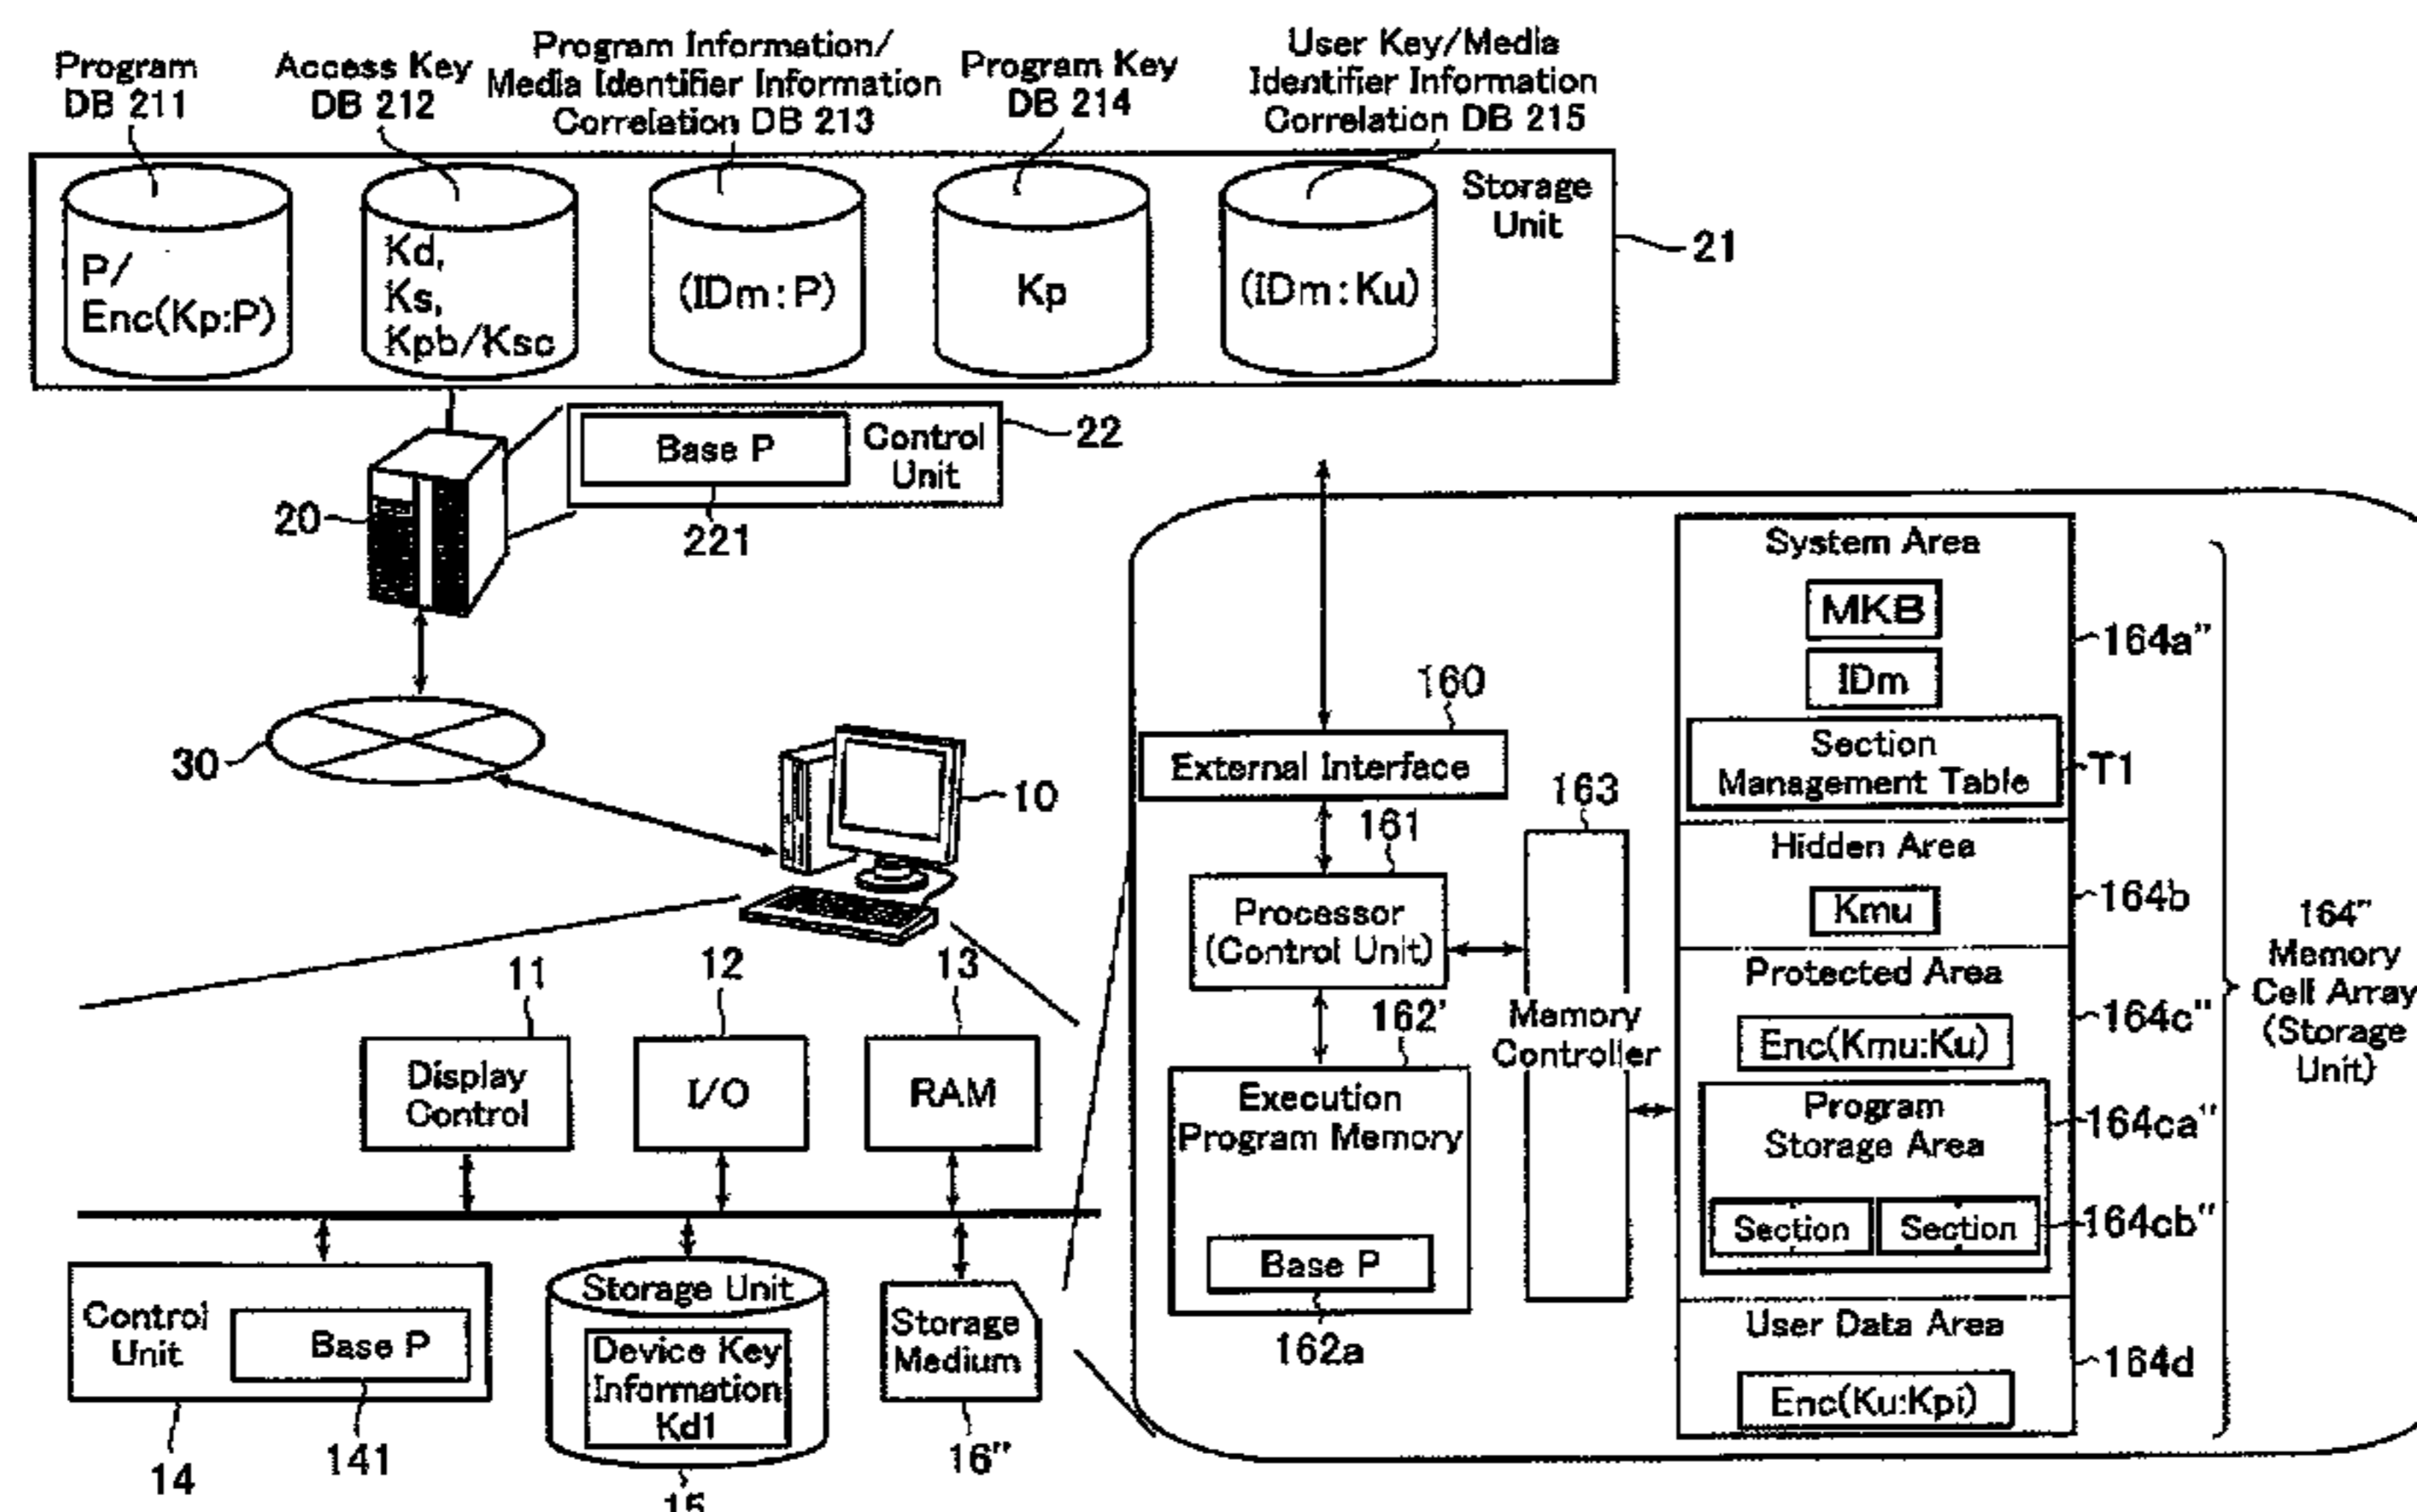 Program
DB 211
Access Key
DB 212
Program Information/
Media Identifier Information
Correlation DB 213
Program Key
DB 214
User Key/Media
Identifier Information
Correlation DB 215
P/
Enc(Kp:P)
Kd,
Ks,
Kpb/Ksc
(IDm:P)
Kp
(IDm:Ku)
Storage
Unit
21
Base P
Control
Unit
22
221
20
30
10
11
12
13
Display
Control
I/O
RAM
Control
Unit
Base P
14
141
Storage Unit
Device Key
Information
Kd1
15
Storage
Medium
16"
160
External Interface
161
Processor
(Control Unit)
162'
Execution
Program Memory
Base P
162a
163
Memory
Controller
System Area
MKB
IDm
164a"
Section
Management Table
T1
Hidden Area
Kmu
164b
Protected Area
Enc(Kmu:Ku)
164c"
Program
Storage Area
164ca"
Section
Section
164cb"
User Data Area
Enc(Ku:Kpi)
164d
164"
Memory
Cell Array
(Storage
Unit)